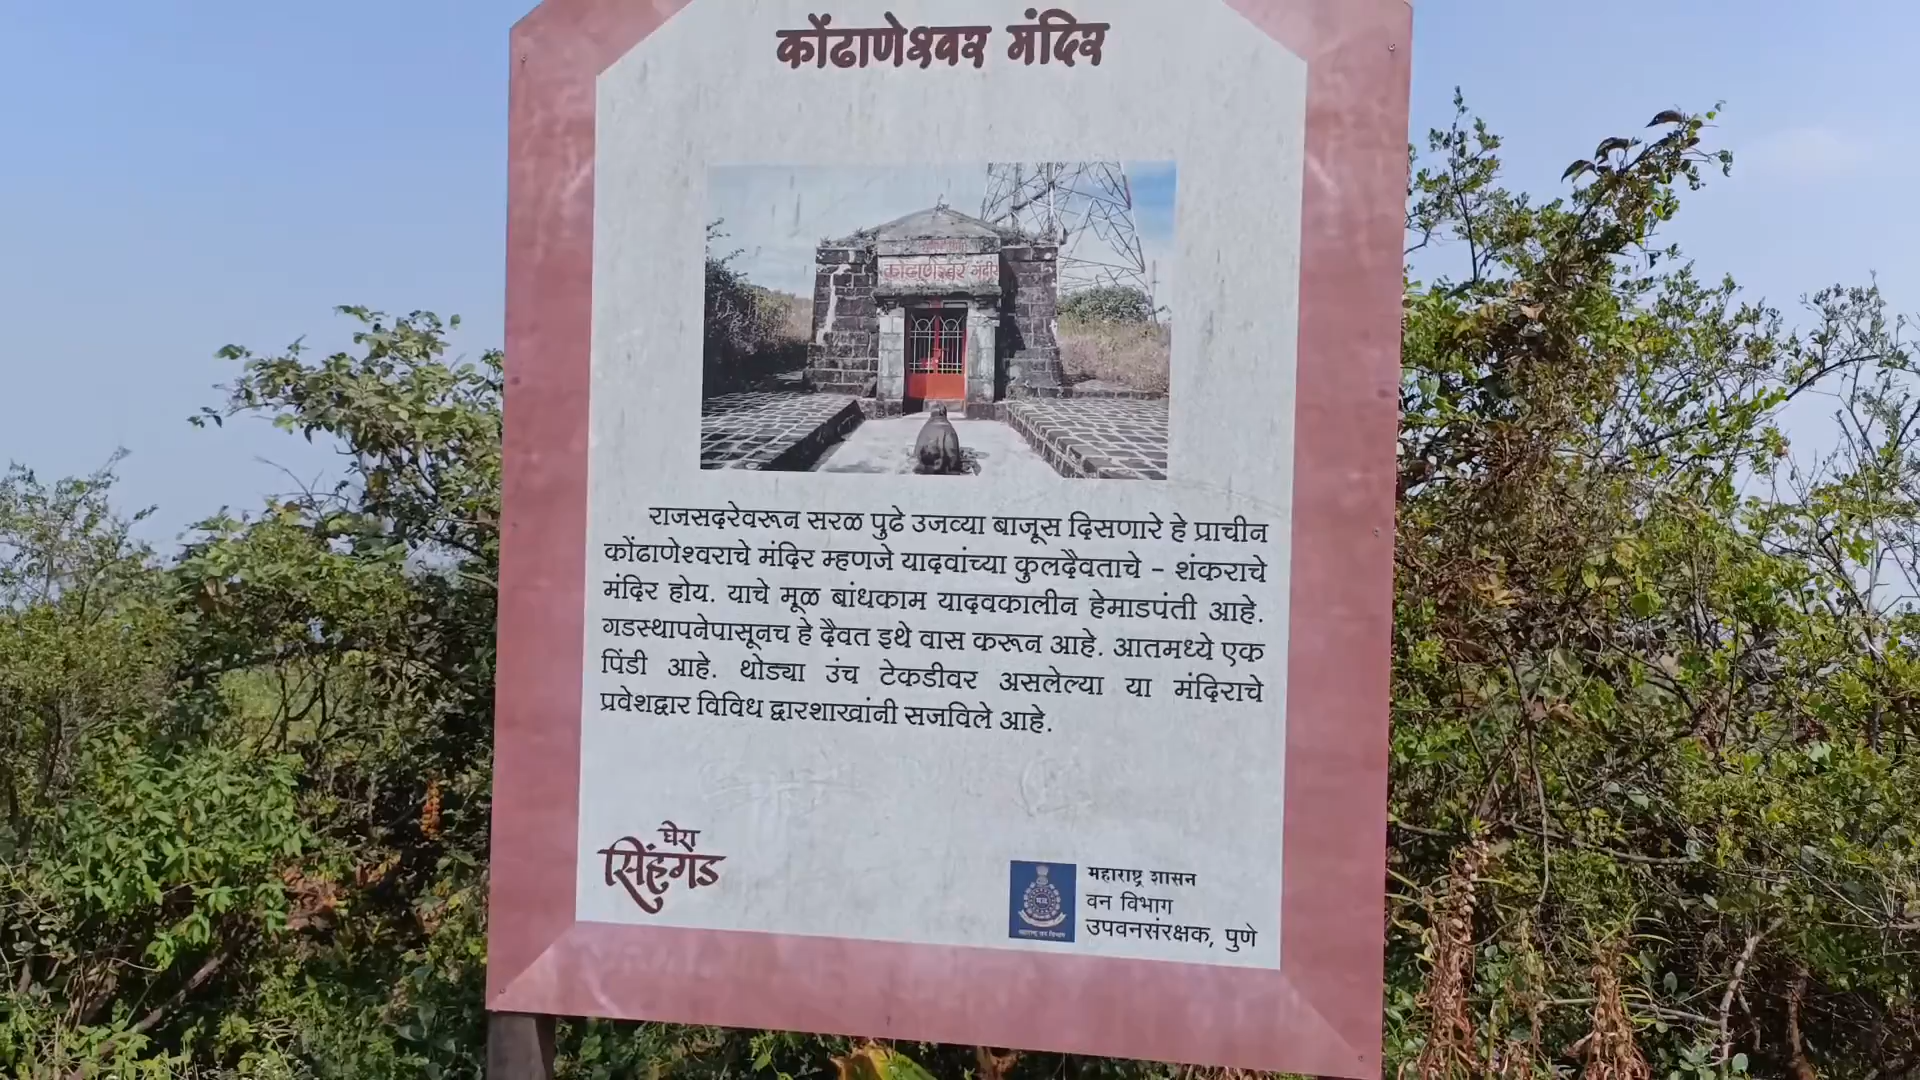 कोंढाणेश्वर मंदिर
कोंढाणेश्वर मंदीर
राजसदरेवरून सरळ पुढे उजव्या बाजूस दिसणारे हे प्राचीन
कोंढाणेश्वराचे मंदिर म्हणजे यादवांच्या कुलदैवताचे - शंकराचे
मंदिर होय. याचे मूळ बांधकाम यादवकालीन हेमाडपंती आहे.
गडस्थापनेपासूनच हे दैवत इथे वास करून आहे. आतमध्ये एक
पिंडी आहे. थोड्या उंच टेकडीवर असलेल्या या मंदिराचे
प्रवेशद्वार विविध द्वारशाखांनी सजविले आहे.
घेरा
सिंहगड
महाराष्ट्र शासन
वन विभाग
उपवनसंरक्षक, पुणे